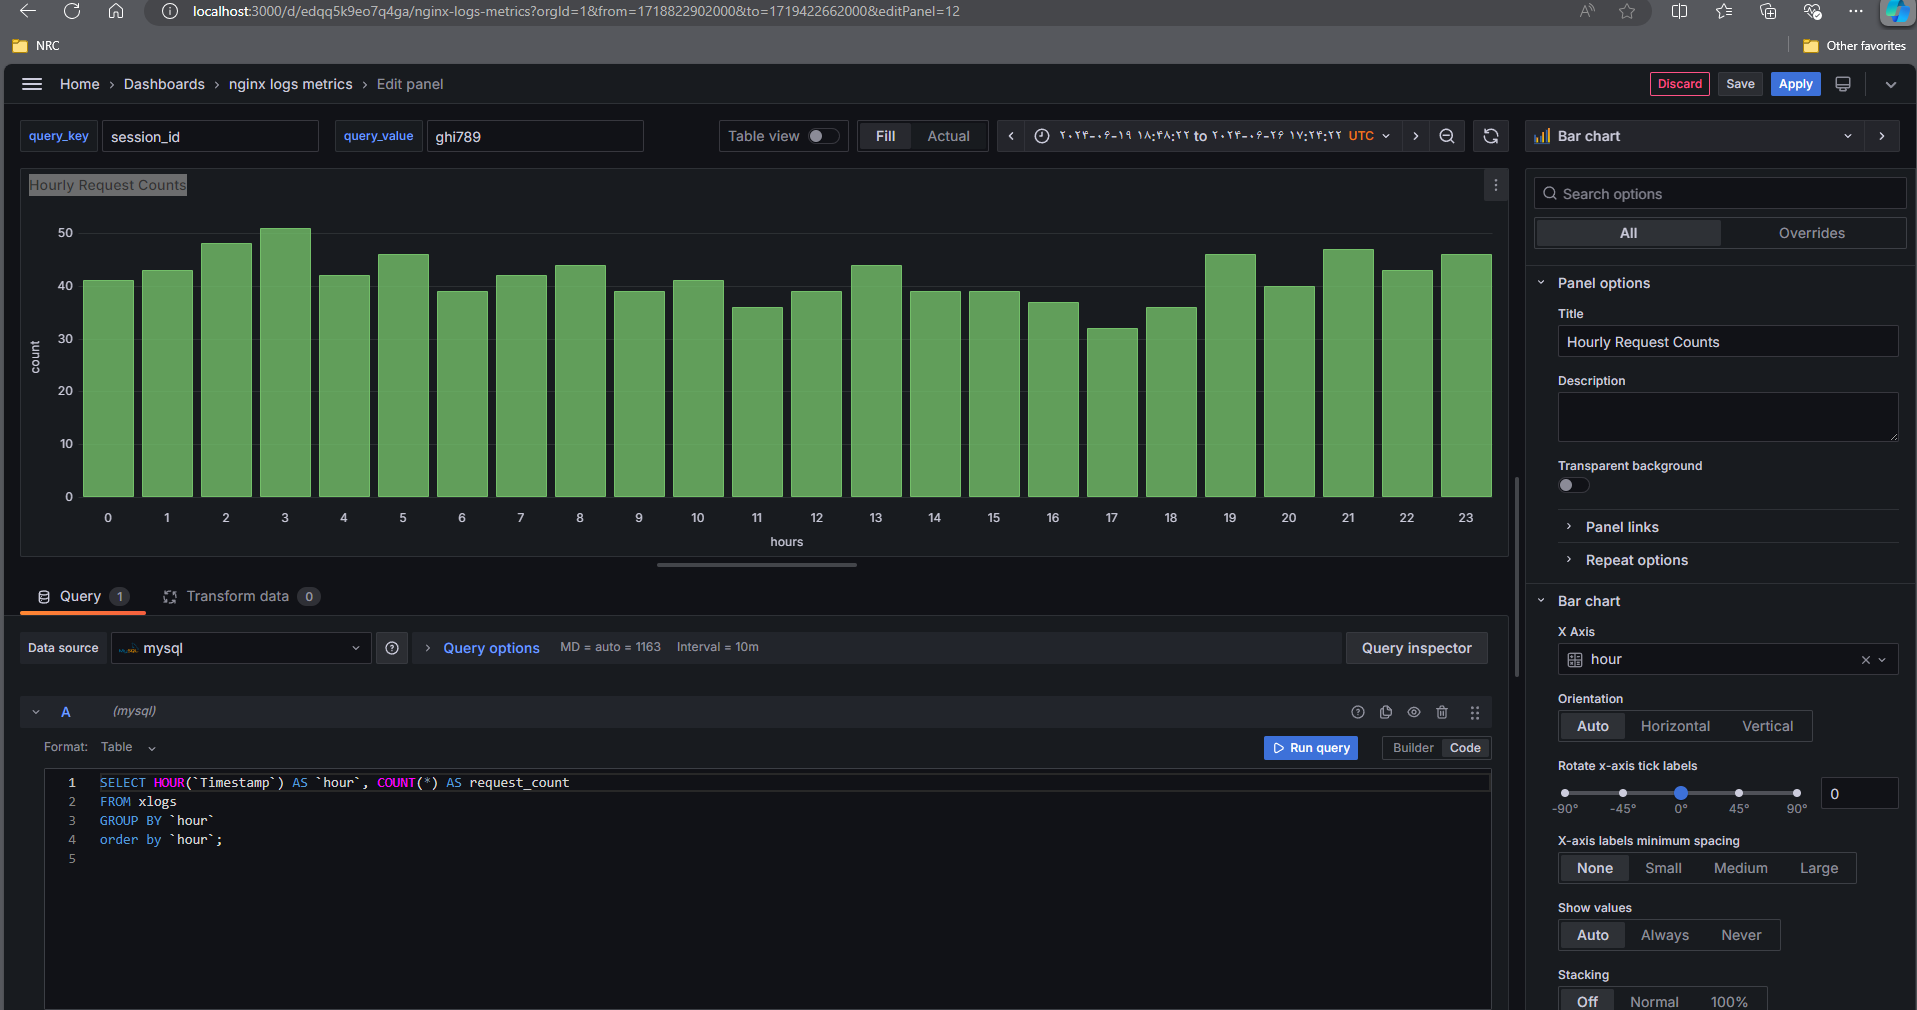 localhost:3000/d/edqq5k9eo7q4ga/nginx-logs-metrics?orgId=1&from=1718822902000&to=1719422662000&editPanel=12
NRC
Other favorites
Home › Dashboards › nginx logs metrics › Edit panel
Discard
Save
Apply
query_key
session_id
query_value
ghi789
Table view
Fill
Actual
۲۰۲۴-۰۶-۱۹ ۱۸:۴۸:۲۲ to ۲۰۲۴-۰۶-۲۶ ۱۷:۲۴:۲۲ UTC
Bar chart
Hourly Request Counts
50
40
30
20
10
0
count
0 1 2 3 4 5 6 7 8 9 10 11 12 13 14 15 16 17 18 19 20 21 22 23
hours
Query 1
Transform data 0
Data source
mysql
Query options
MD = auto = 1163
Interval = 10m
Query inspector
A
(mysql)
Format: Table
Run query
Builder
Code
1 SELECT HOUR(`Timestamp`) AS `hour`, COUNT(*) AS request_count
2 FROM xlogs
3 GROUP BY `hour`
4 order by `hour`;
5
Search options
All
Overrides
Panel options
Title
Hourly Request Counts
Description
Transparent background
Panel links
Repeat options
Bar chart
X Axis
hour
Orientation
Auto Horizontal Vertical
Rotate x-axis tick labels
0
-90° -45° 0° 45° 90°
X-axis labels minimum spacing
None Small Medium Large
Show values
Auto Always Never
Stacking
Off Normal 100%